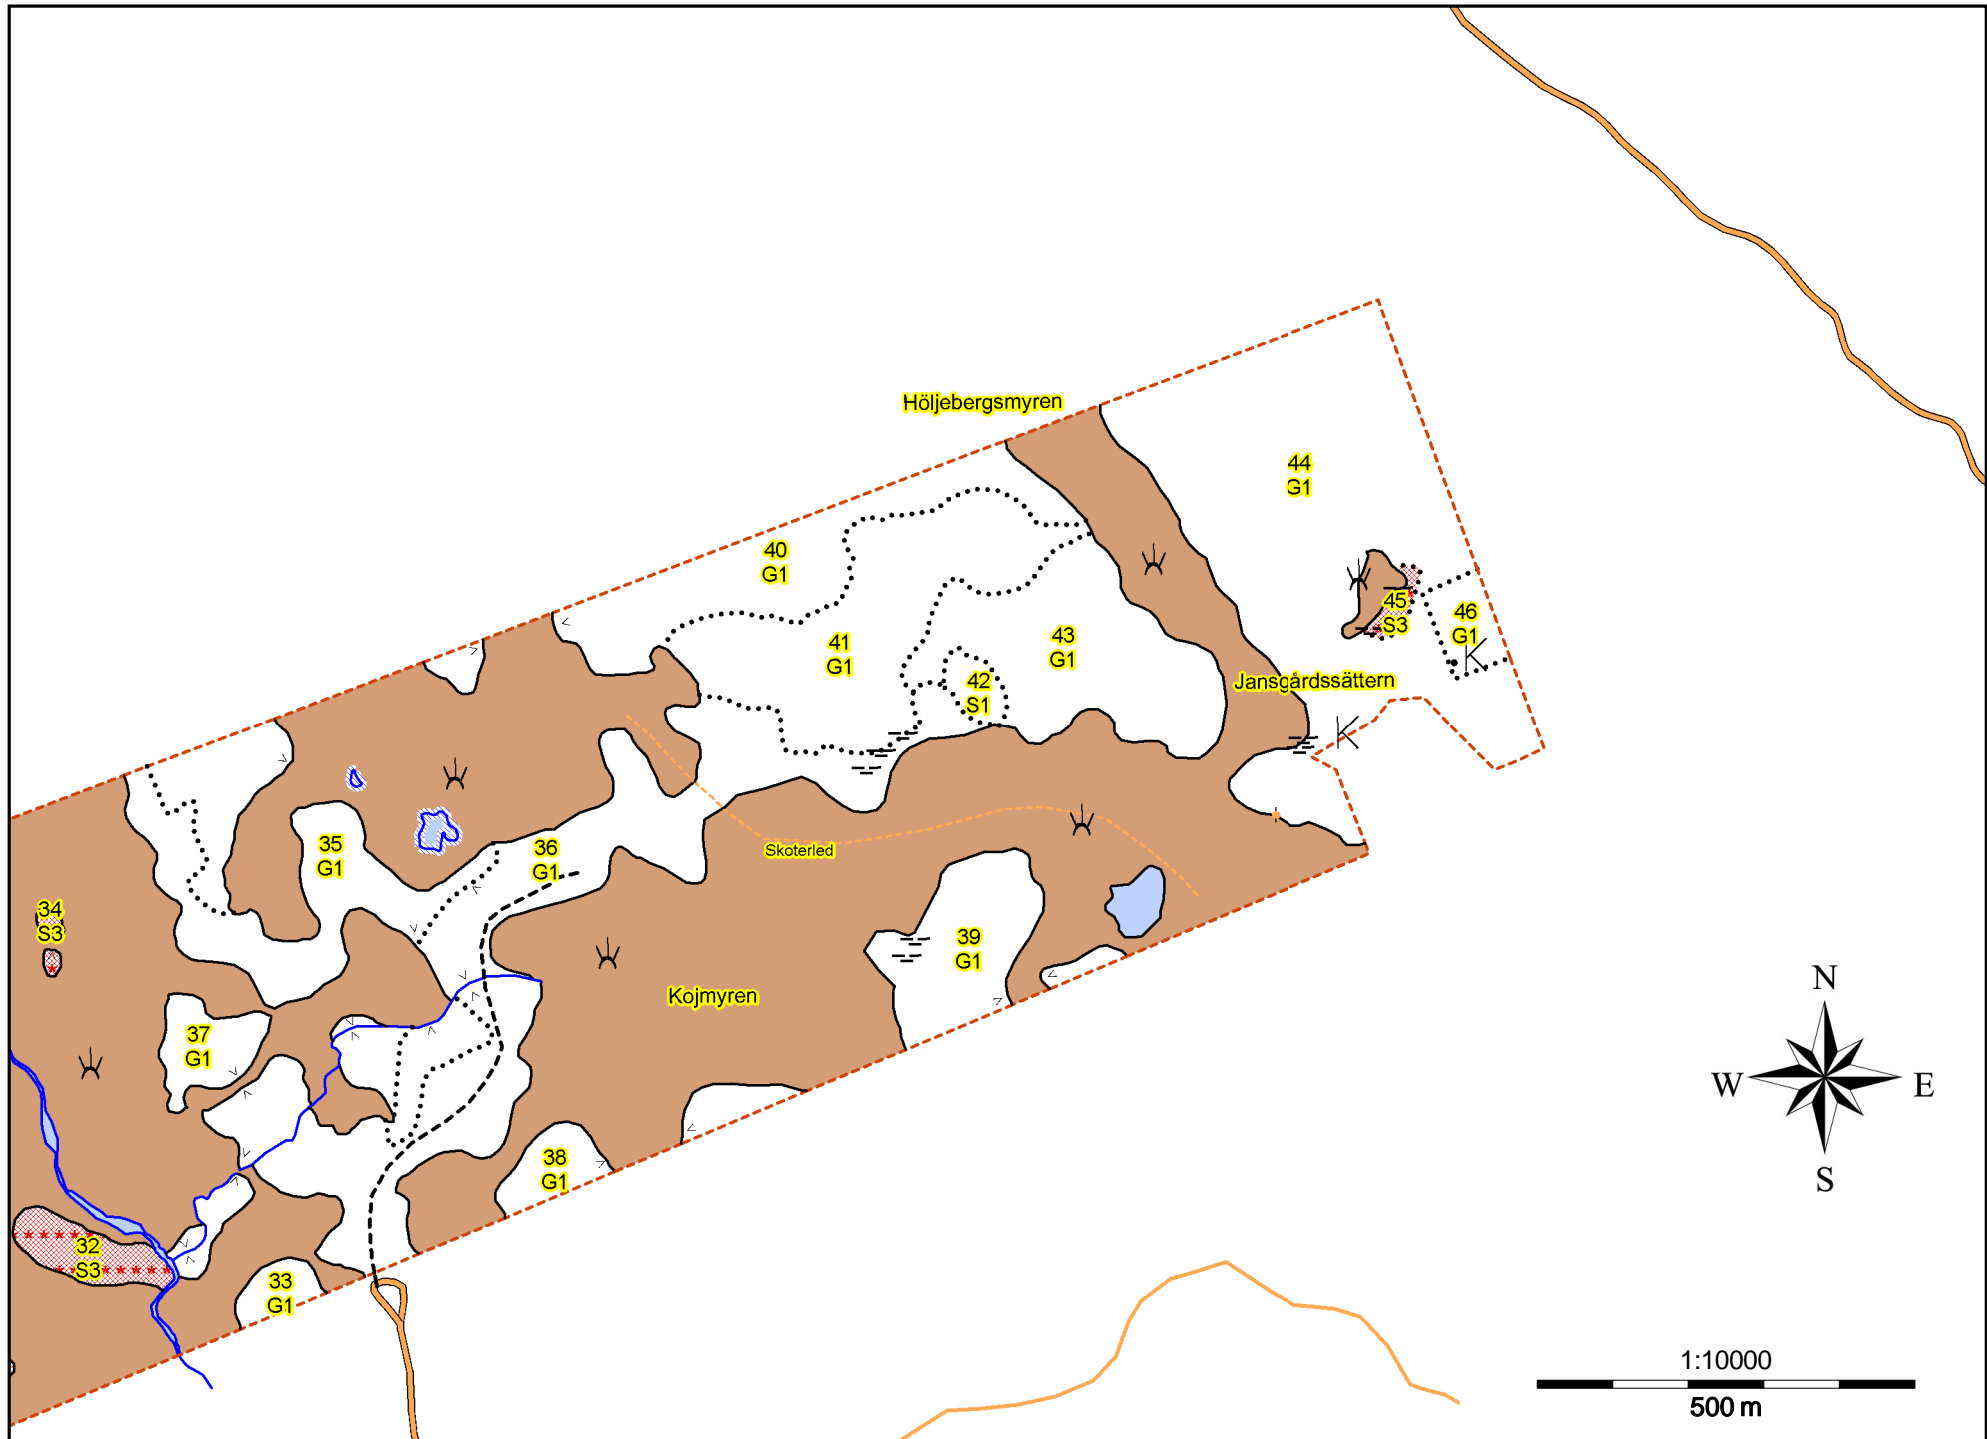 Höljebergsmyren
44
G1
40
G1
45
S3
46
G1
K
41
G1
43
G1
42
S1
Jansgårdssättern
K
35
G1
36
G1
Skoterled
34
S3
39
G1
Kojmyren
37
G1
N
W
E
S
38
G1
32
S3
33
G1
1:10000
500 m